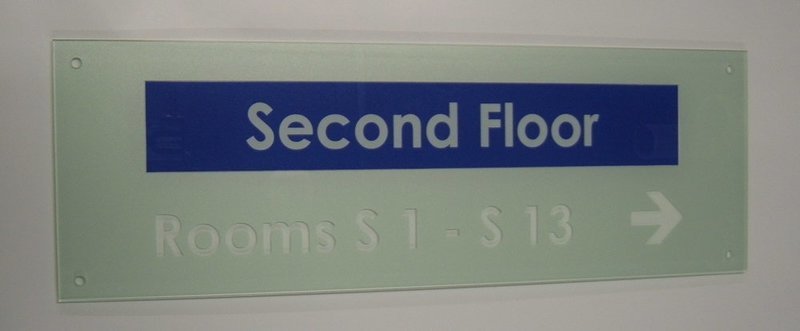 Second Floor
Rooms S 1 - S 13